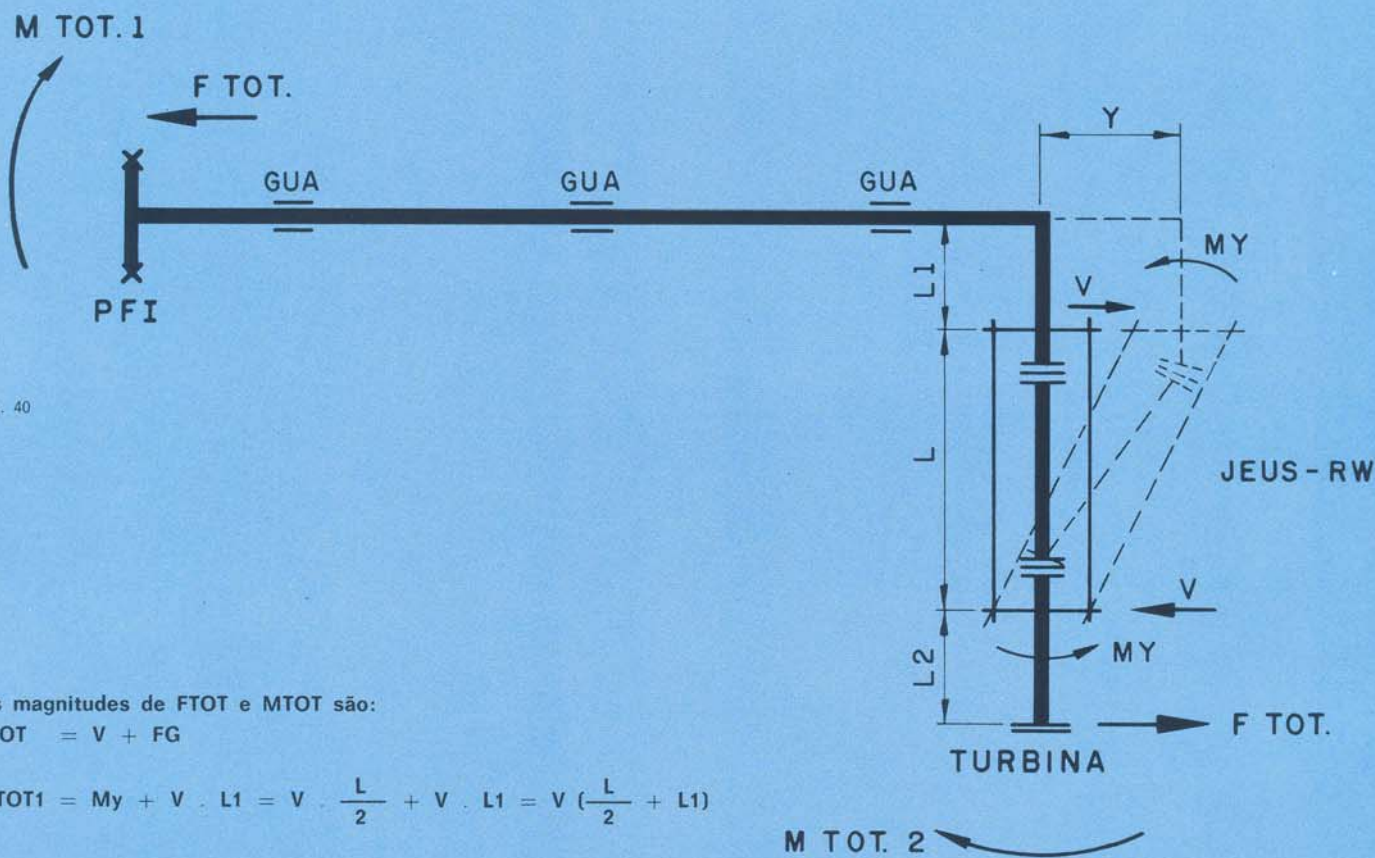 M TOT. 1
F TOT.
Y
GUA GUA GUA
MY
L1
V
PFI
. 40
L
JEUS-RW
V
L2
MY
s magnitudes de FTOT e MTOT são:
OT = V + FG
F TOT.
TURBINA
TOT1 = My + V . L1 = V . L/2 + V . L1 = V (L/2 + L1)
M TOT. 2